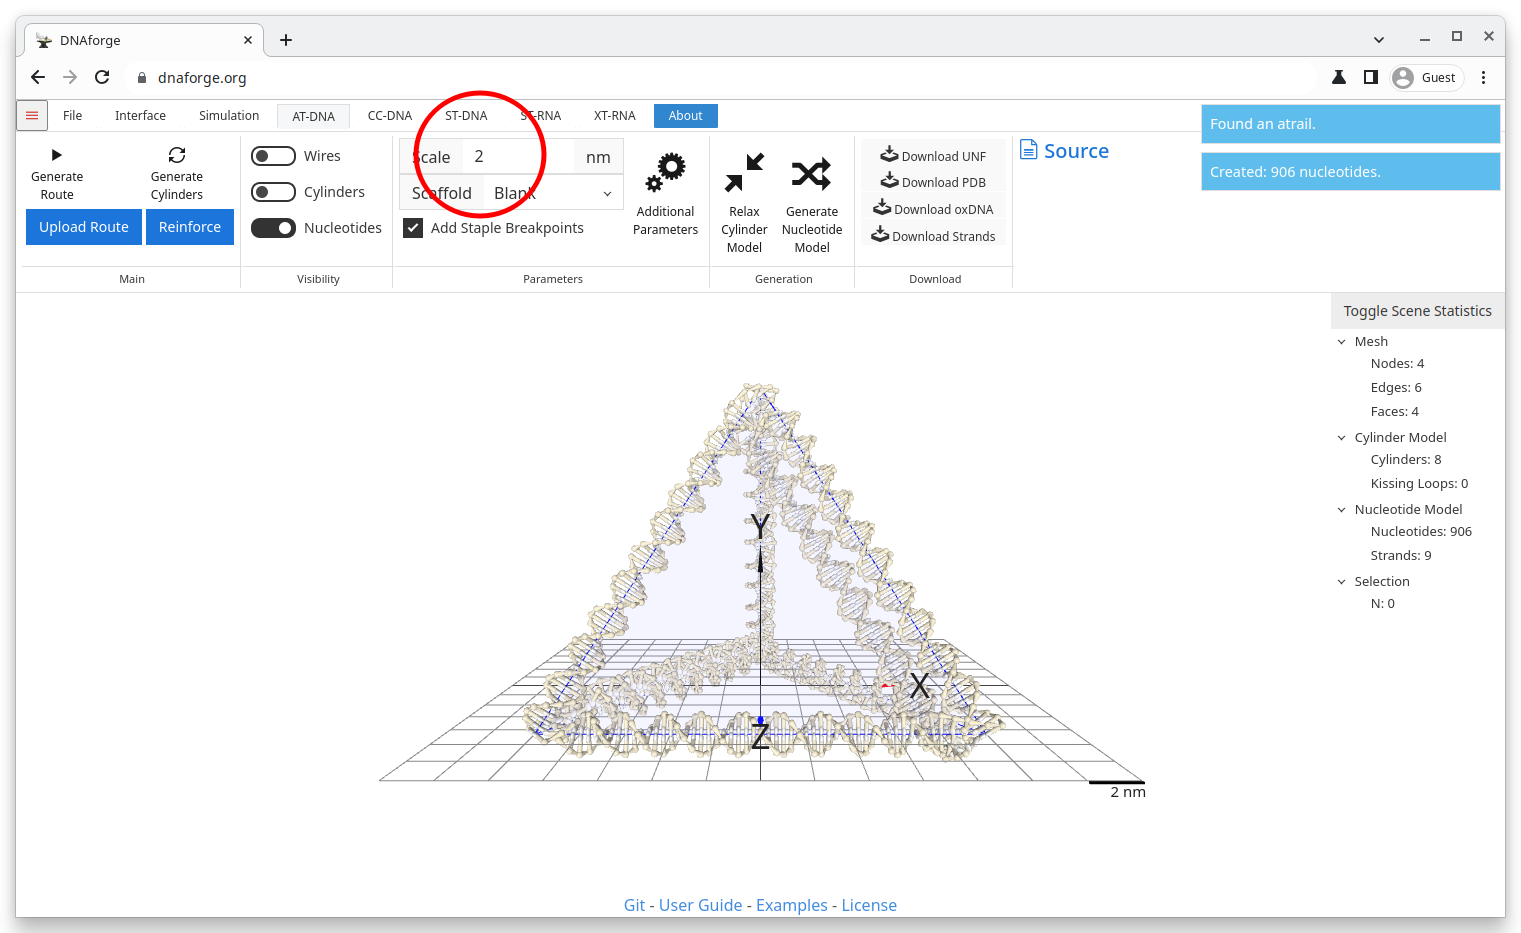 DNAforge
dnaforge.org
Guest
File Interface Simulation AT-DNA CC-DNA ST-DNA ST-RNA XT-RNA About
Found an atrail.
Created: 906 nucleotides.
Generate Route
Generate Cylinders
Upload Route
Reinforce
Main
Wires
Cylinders
Nucleotides
Visibility
Scale 2 nm
Scaffold Blank
Add Staple Breakpoints
Additional Parameters
Parameters
Relax Cylinder Model
Generate Nucleotide Model
Generation
Download UNF
Download PDB
Download oxDNA
Download Strands
Download
Source
Toggle Scene Statistics
Mesh
Nodes: 4
Edges: 6
Faces: 4
Cylinder Model
Cylinders: 8
Kissing Loops: 0
Nucleotide Model
Nucleotides: 906
Strands: 9
Selection
N: 0
Y
X
Z
2 nm
Git - User Guide - Examples - License